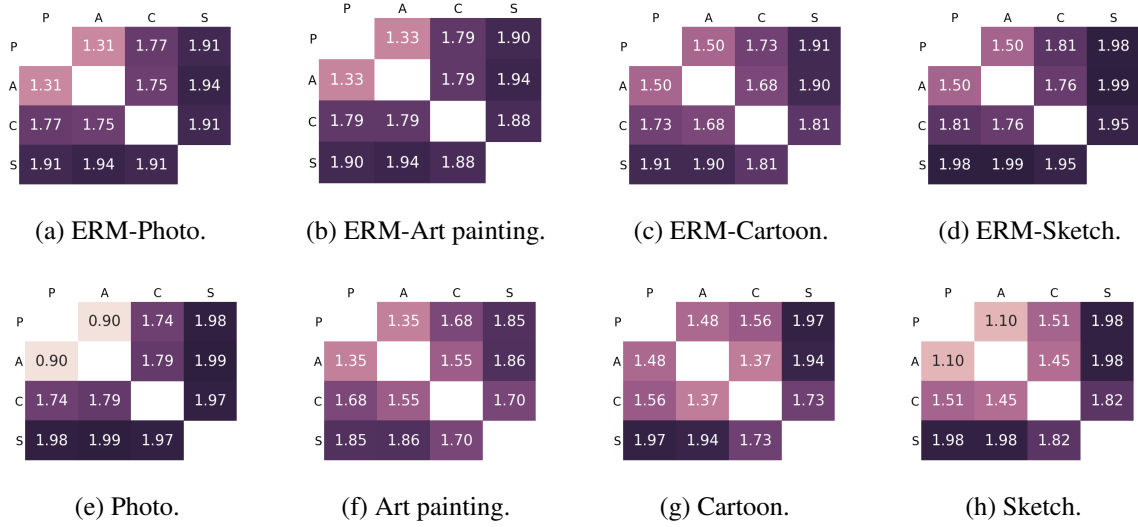 P A C S
P 1.31 1.77 1.91
A 1.31 1.75 1.94
C 1.77 1.75 1.91
S 1.91 1.94 1.91
(a) ERM-Photo.
P A C S
P 1.33 1.79 1.90
A 1.33 1.79 1.94
C 1.79 1.79 1.88
S 1.90 1.94 1.88
(b) ERM-Art painting.
P A C S
P 1.50 1.73 1.91
A 1.50 1.68 1.90
C 1.73 1.68 1.81
S 1.91 1.90 1.81
(c) ERM-Cartoon.
P A C S
P 1.50 1.81 1.98
A 1.50 1.76 1.99
C 1.81 1.76 1.95
S 1.98 1.99 1.95
(d) ERM-Sketch.
P A C S
P 0.90 1.74 1.98
A 0.90 1.79 1.99
C 1.74 1.79 1.97
S 1.98 1.99 1.97
(e) Photo.
P A C S
P 1.35 1.68 1.85
A 1.35 1.55 1.86
C 1.68 1.55 1.70
S 1.85 1.86 1.70
(f) Art painting.
P A C S
P 1.48 1.56 1.97
A 1.48 1.37 1.94
C 1.56 1.37 1.73
S 1.97 1.94 1.73
(g) Cartoon.
P A C S
P 1.10 1.51 1.98
A 1.10 1.45 1.98
C 1.51 1.45 1.82
S 1.98 1.98 1.82
(h) Sketch.